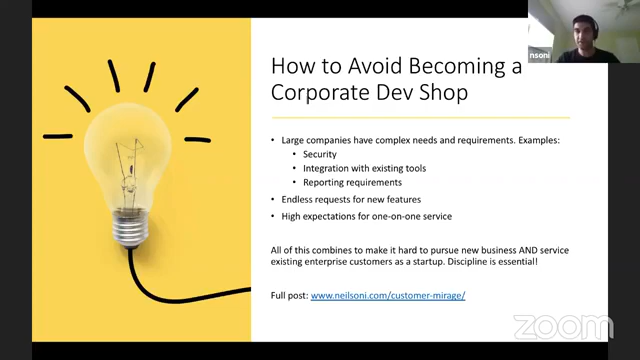 nsoni
How to Avoid Becoming a
Corporate Dev Shop
• Large companies have complex needs and requirements. Examples:
• Security
• Integration with existing tools
• Reporting requirements
• Endless requests for new features
• High expectations for one-on-one service
All of this combines to make it hard to pursue new business AND service
existing enterprise customers as a startup. Discipline is essential!
Full post: www.neilsoni.com/customer-mirage/
zoom